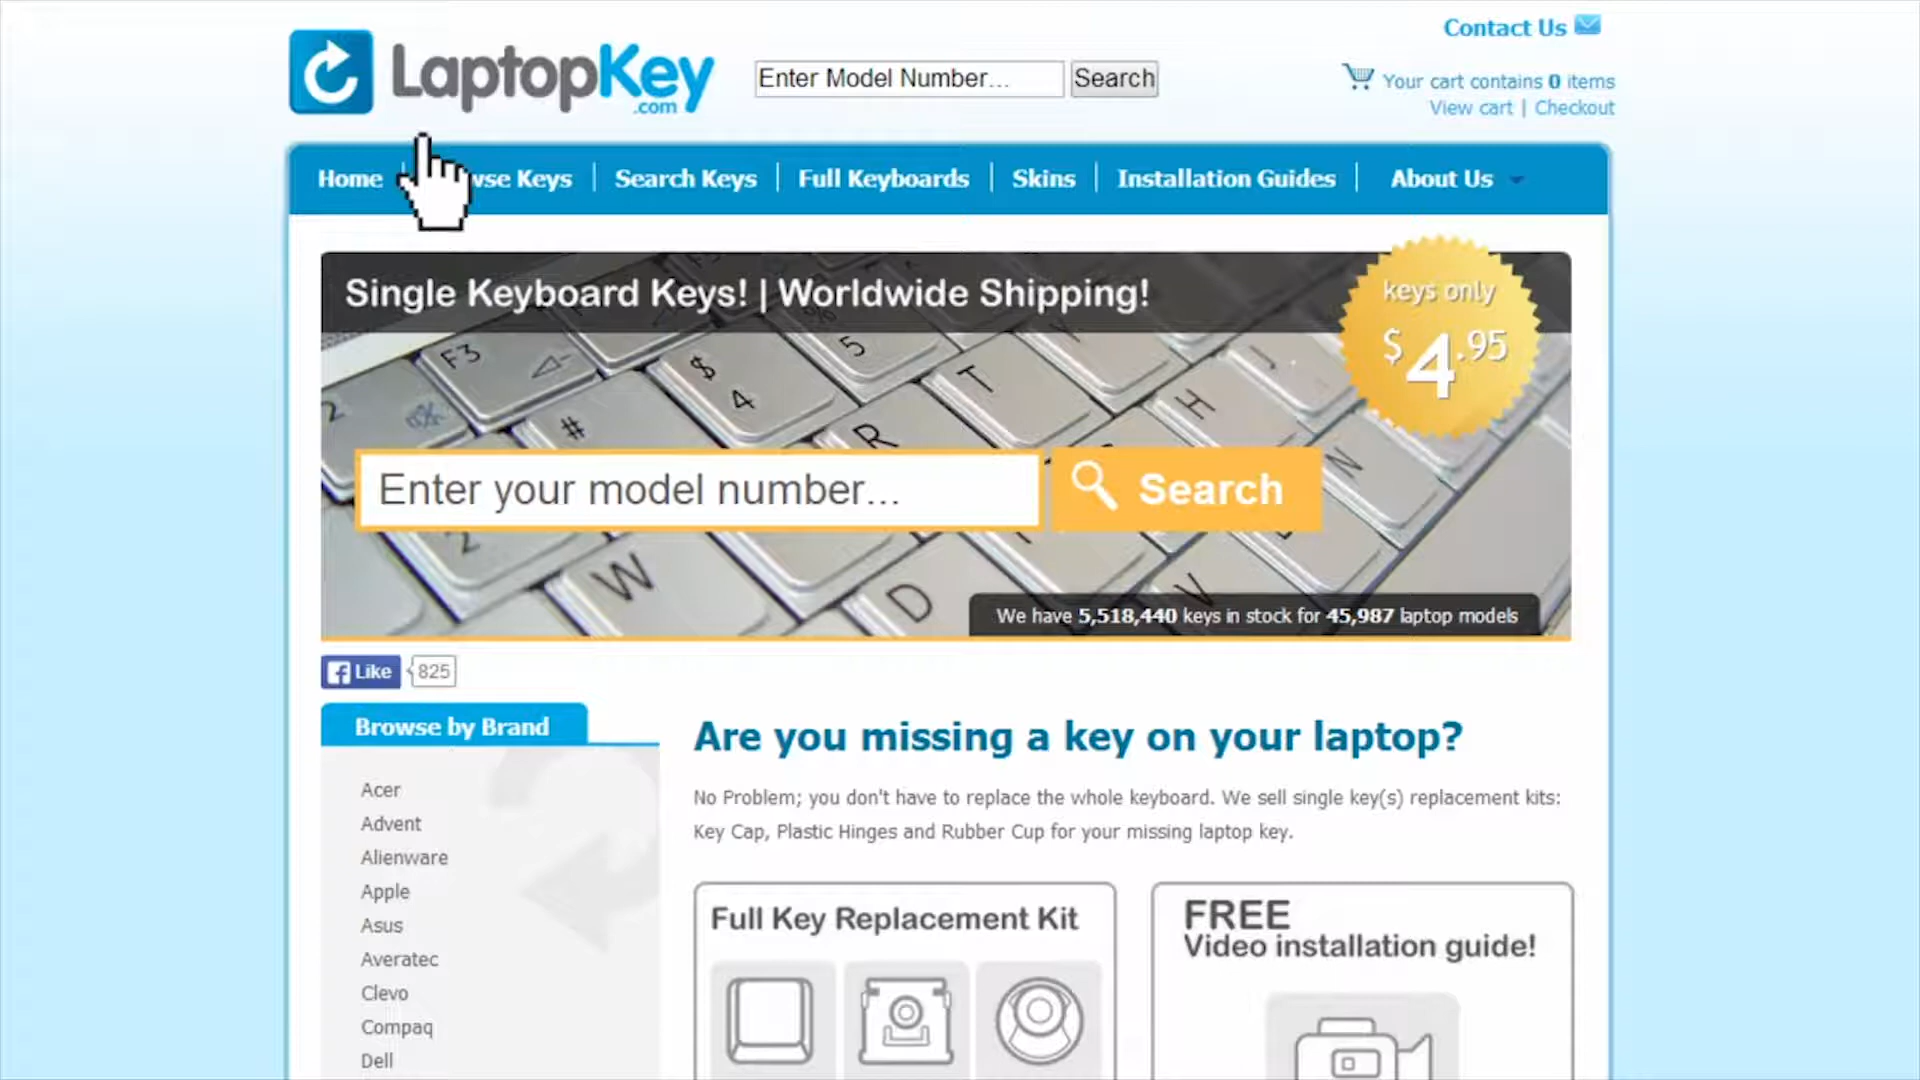 Contact Us
LaptopKey
.com
Enter Model Number...
Search
Your cart contains 0 items
View cart | Checkout
Home
wse Keys
Search Keys
Full Keyboards
Skins
Installation Guides
About Us
Single Keyboard Keys! | Worldwide Shipping!
keys only
$4.95
F3
$
4
5
T
H
#
R
N
2
W
D
V
Enter your model number...
Search
We have 5,518,440 keys in stock for 45,987 laptop models
Like
825
Browse by Brand
Acer
Advent
Alienware
Apple
Asus
Averatec
Clevo
Compaq
Dell
Are you missing a key on your laptop?
No Problem; you don't have to replace the whole keyboard. We sell single key(s) replacement kits:
Key Cap, Plastic Hinges and Rubber Cup for your missing laptop key.
Full Key Replacement Kit
FREE
Video installation guide!